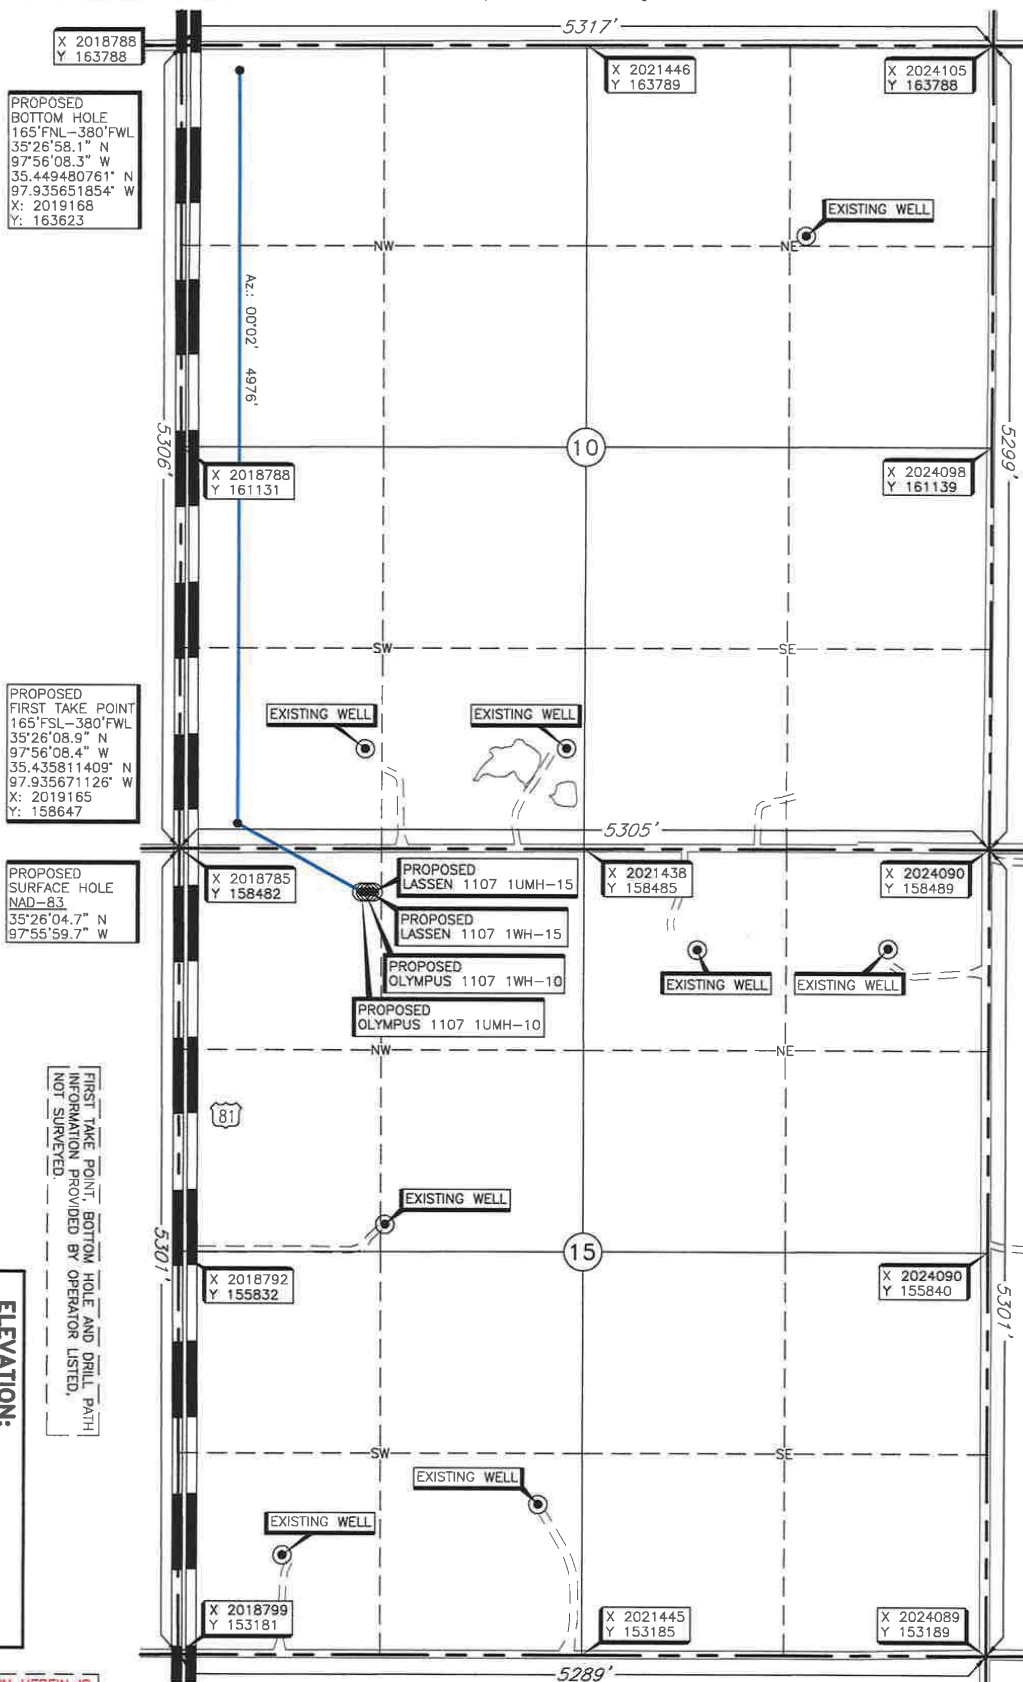 5317'
X 2018788
Y 163788
X 2021446
Y 163789
X 2024105
Y 163788
PROPOSED
BOTTOM HOLE
165'FNL-380'FWL
35°26'58.1" N
97°56'08.3" W
35.449480761° N
97.935651854° W
X: 2019168
Y: 163623
EXISTING WELL
NW
NE
Az.: 00°02' 4976'
5306'
10
5299'
X 2018788
Y 161131
X 2024098
Y 161139
SW
SE
PROPOSED
FIRST TAKE POINT
165'FSL-380'FWL
35°26'08.9" N
97°56'08.4" W
35.435811409° N
97.935671126° W
X: 2019165
Y: 158647
EXISTING WELL
EXISTING WELL
5305'
PROPOSED
SURFACE HOLE
NAD-83
35°26'04.7" N
97°55'59.7" W
X 2018785
Y 158482
PROPOSED
LASSEN 1107 1UMH-15
X 2021438
Y 158485
X 2024090
Y 158489
PROPOSED
LASSEN 1107 1WH-15
PROPOSED
OLYMPUS 1107 1WH-10
EXISTING WELL
EXISTING WELL
PROPOSED
OLYMPUS 1107 1UMH-10
NW
NE
81
FIRST TAKE POINT, BOTTOM HOLE AND DRILL PATH
INFORMATION PROVIDED BY OPERATOR LISTED,
NOT SURVEYED.
EXISTING WELL
5301'
15
5301'
X 2018792
Y 155832
X 2024090
Y 155840
ELEVATION:
SW
SE
EXISTING WELL
EXISTING WELL
X 2018799
Y 153181
X 2021445
Y 153185
X 2024089
Y 153189
5289'